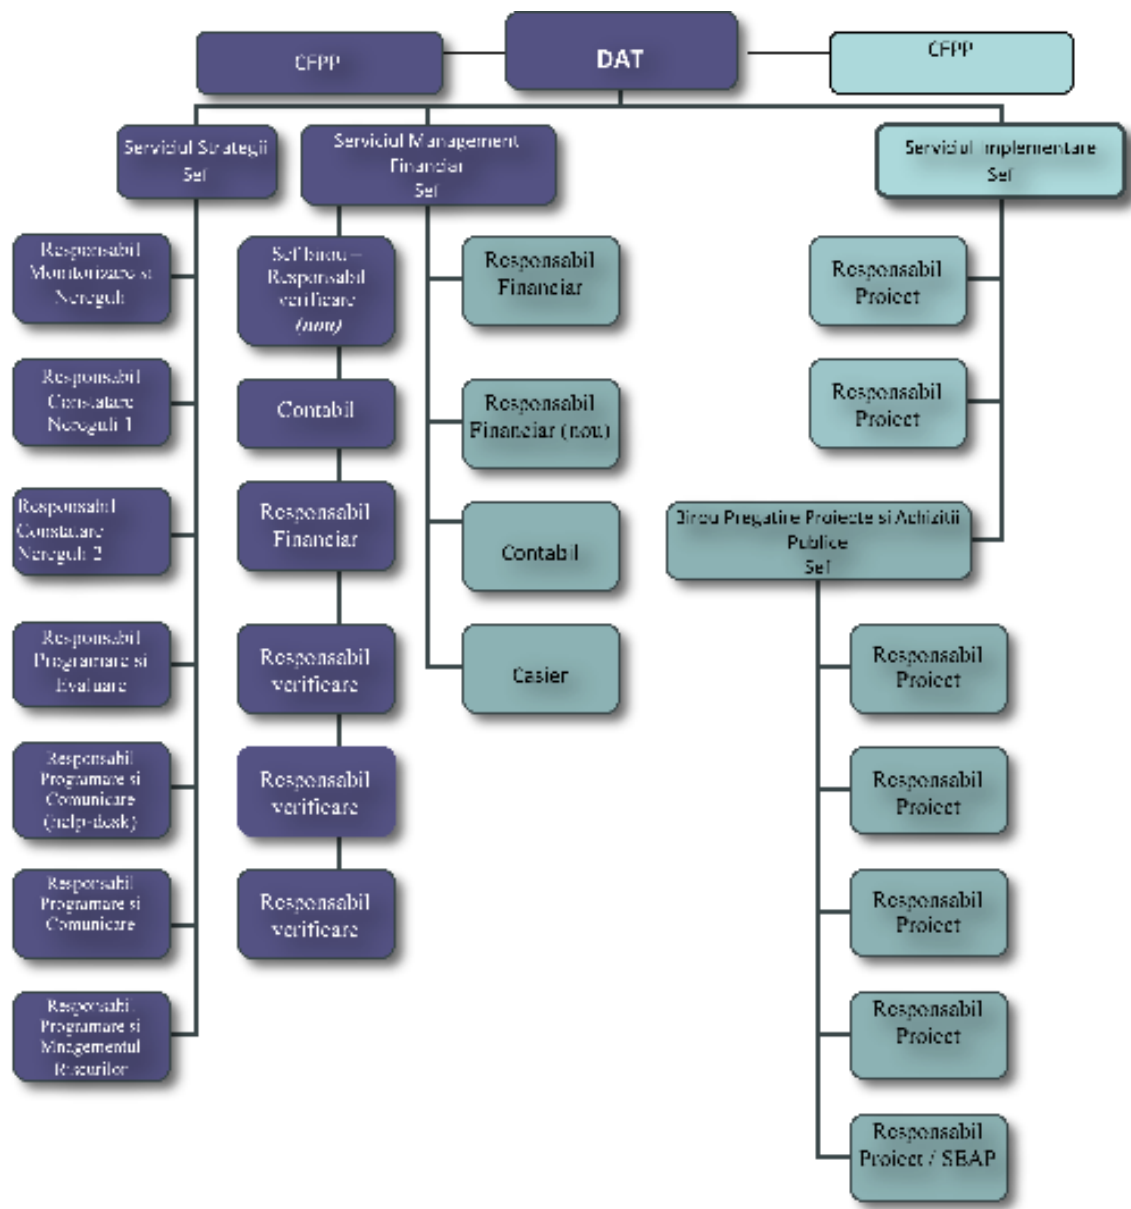 DAT
CFPP
CFPP
Serviciul Strategii
Sef
Serviciul Management
Financiar
Sef
Serviciul Implementare
Sef
Responsabil
Monitorizare si
Nereguli
Responsabil
Constatare
Nereguli 1
Responsabil
Constatare
Nereguli 2
Responsabil
Programare si
Evaluare
Responsabil
Programare si
Comunicare
(help-desk)
Responsabil
Programare si
Comunicare
Responsabil
Programare si
Mnagementul
Riscurilor
Sef birou –
Responsabil
verificare
(nou)
Contabil
Responsabil
Financiar
Responsabil
verificare
Responsabil
verificare
Responsabil
verificare
Responsabil
Financiar
Responsabil
Financiar (nou)
Contabil
Casier
Responsabil
Proiect
Responsabil
Proiect
Birou Pregatire Proiecte si Achizitii
Publice
Sef
Responsabil
Proiect
Responsabil
Proiect
Responsabil
Proiect
Responsabil
Proiect
Responsabil
Proiect / SEAP